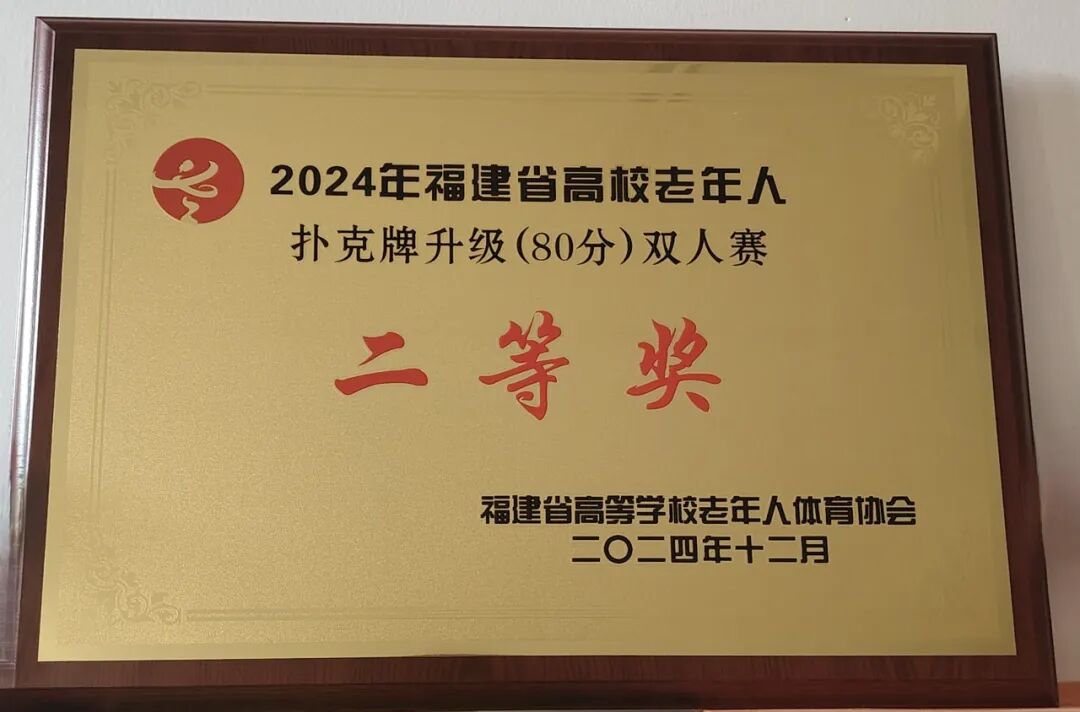 2024年福建省高校老年人
扑克牌升级(80分)双人赛
二等奖
福建省高等学校老年人体育协会
二〇二四年十二月